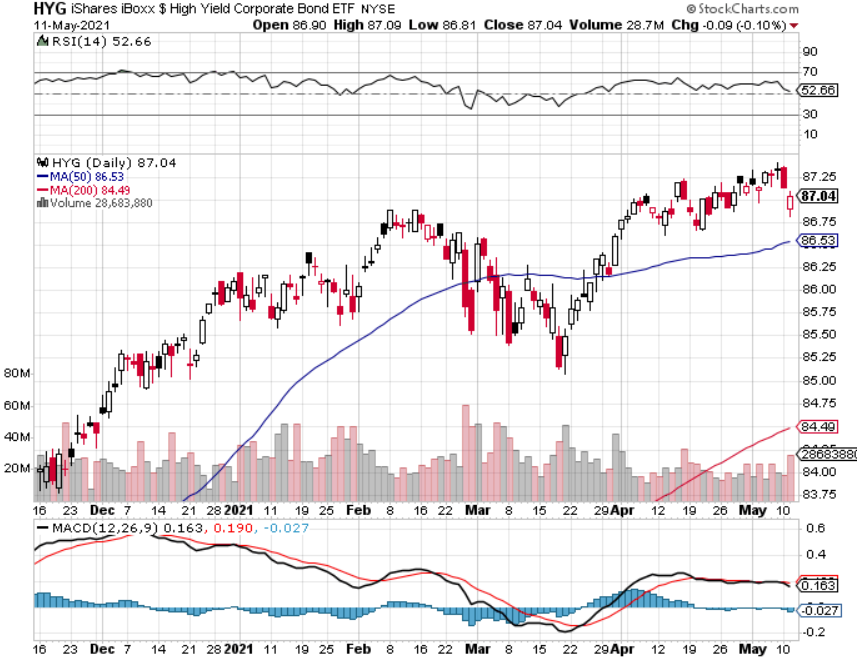 HYG iShares iBoxx $ High Yield Corporate Bond ETF NYSE © StockCharts.com
11-May-2021 Open 86.90 High 87.09 Low 86.81 Close 87.04 Volume 28.7M Chg -0.09 (-0.10%)
RSI(14) 52.66
90
70
52.66
30
10
HYG (Daily) 87.04
MA(50) 86.53
MA(200) 84.49
Volume 28,683,880
87.25
87.04
86.75
86.53
86.25
86.00
85.75
85.50
85.25
80M 85.00
60M 84.75
84.49
40M
28683880
20M 84.00
83.75
16 23 Dec 7 14 21 28 2021 11 19 25 Feb 8 16 22 Mar 8 15 22 29 Apr 12 19 26 May 10
MACD(12,26,9) 0.163, 0.190, -0.027
0.6
0.4
0.163
-0.027
-0.2
16 23 Dec 7 14 21 28 2021 11 19 25 Feb 8 16 22 Mar 8 15 22 29 Apr 12 19 26 May 10